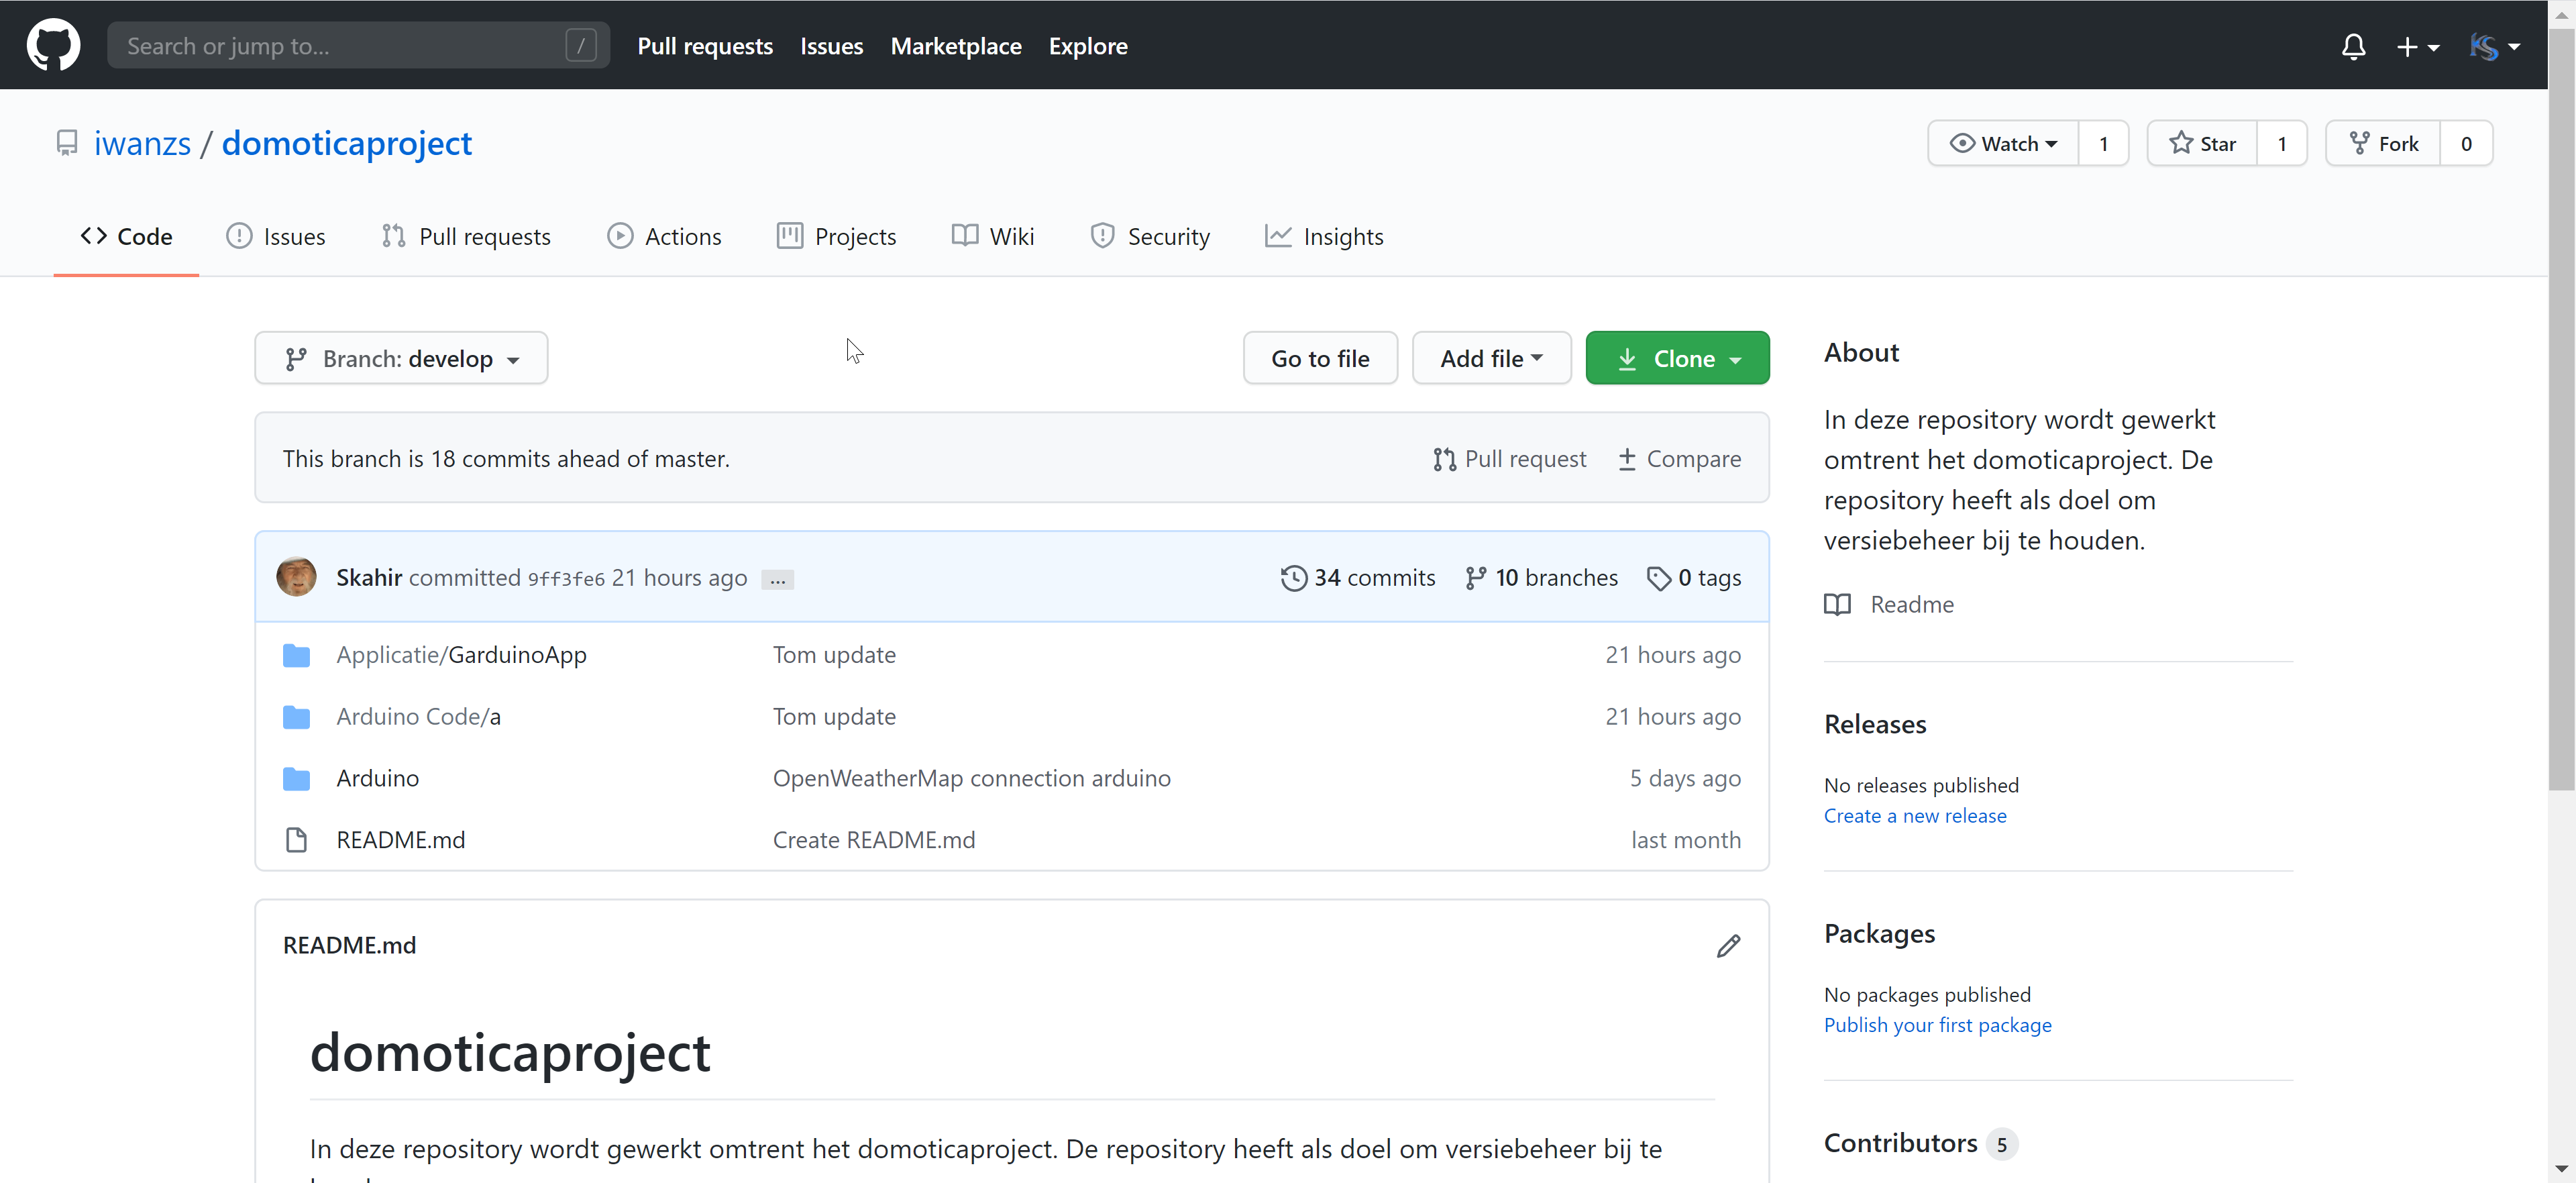 Search or jump to... /
Pull requests Issues Marketplace Explore
iwanzs / domoticaproject
Watch 1 Star 1 Fork 0
Code Issues Pull requests Actions Projects Wiki Security Insights
Branch: develop
Go to file Add file Clone
This branch is 18 commits ahead of master.
Pull request Compare
Skahir committed 9ff3fe6 21 hours ago ...
34 commits 10 branches 0 tags
Applicatie/GarduinoApp Tom update 21 hours ago
Arduino Code/a Tom update 21 hours ago
Arduino OpenWeatherMap connection arduino 5 days ago
README.md Create README.md last month
README.md
domoticaproject
In deze repository wordt gewerkt omtrent het domoticaproject. De repository heeft als doel om versiebeheer bij te
About
In deze repository wordt gewerkt
omtrent het domoticaproject. De
repository heeft als doel om
versiebeheer bij te houden.
Readme
Releases
No releases published
Create a new release
Packages
No packages published
Publish your first package
Contributors 5